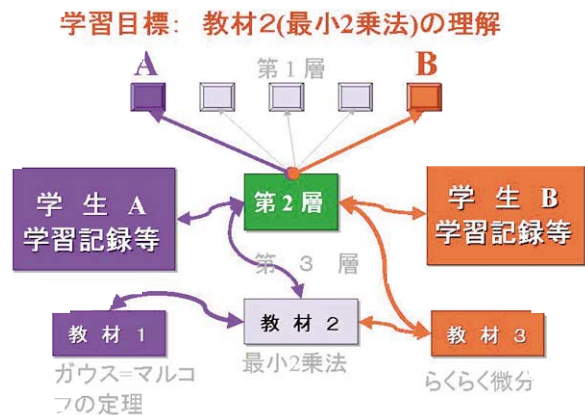 学習目標： 教材２(最小２乗法)の理解
A
第１層
B
学 生 A
学習記録等
第２層
学 生 B
学習記録等
第 ３ 層
教 材 １
教 材 ２
教 材 ３
ガウス=マルコ
フの定理
最小２乗法
らくらく微分